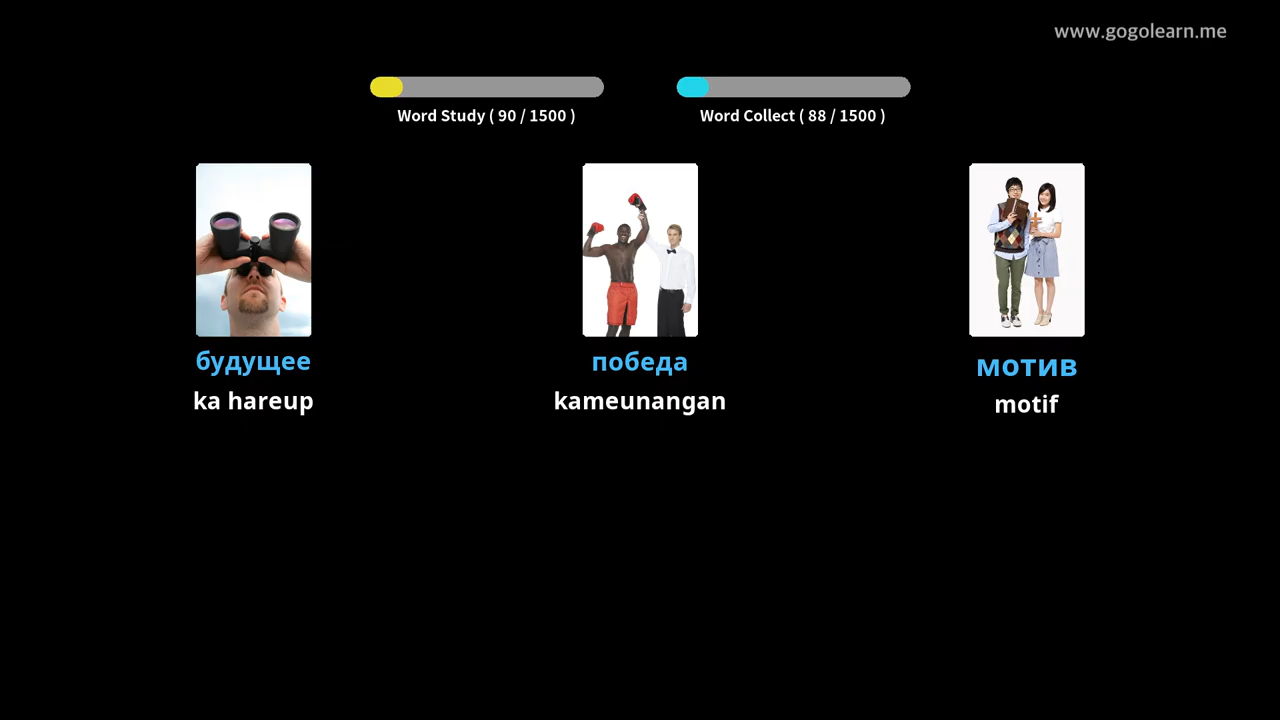 www.gogolearn.me
Word Study ( 90 / 1500 )
Word Collect ( 88 / 1500 )
будущее
ka hareup
победа
kameunangan
мотив
motif